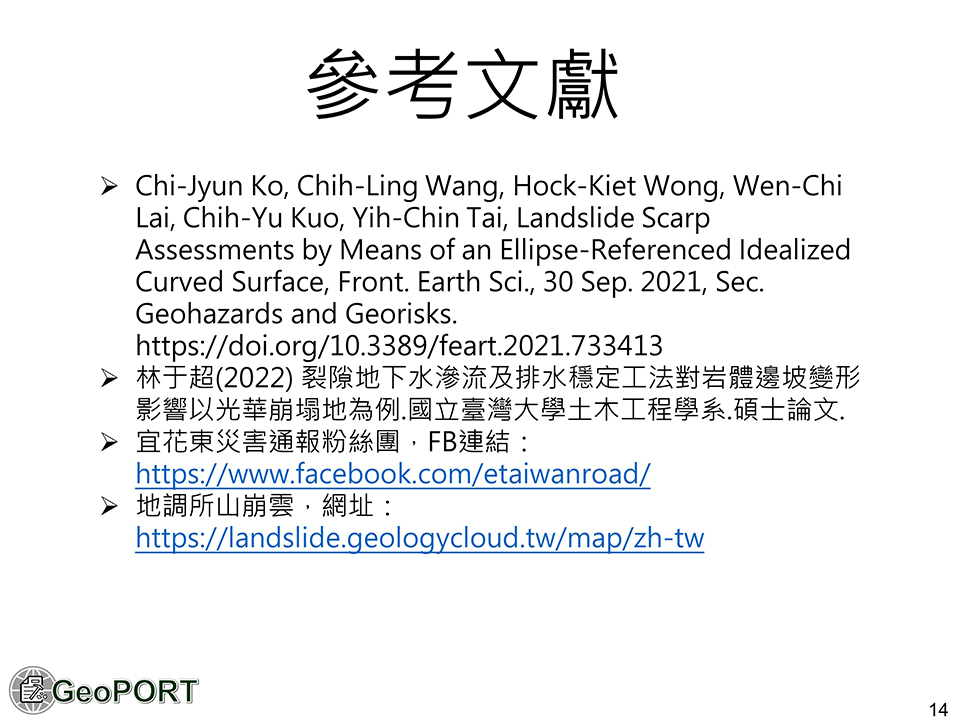 參考文獻
➢ Chi-Jyun Ko, Chih-Ling Wang, Hock-Kiet Wong, Wen-Chi
Lai, Chih-Yu Kuo, Yih-Chin Tai, Landslide Scarp
Assessments by Means of an Ellipse-Referenced Idealized
Curved Surface, Front. Earth Sci., 30 Sep. 2021, Sec.
Geohazards and Georisks.
https://doi.org/10.3389/feart.2021.733413
➢ 林于超(2022) 裂隙地下水滲流及排水穩定工法對岩體邊坡變形
影響以光華崩塌地為例.國立臺灣大學土木工程學系.碩士論文.
➢ 宜花東災害通報粉絲團，FB連結：
https://www.facebook.com/etaiwanroad/
➢ 地調所山崩雲，網址：
https://landslide.geologycloud.tw/map/zh-tw
GeoPORT
14